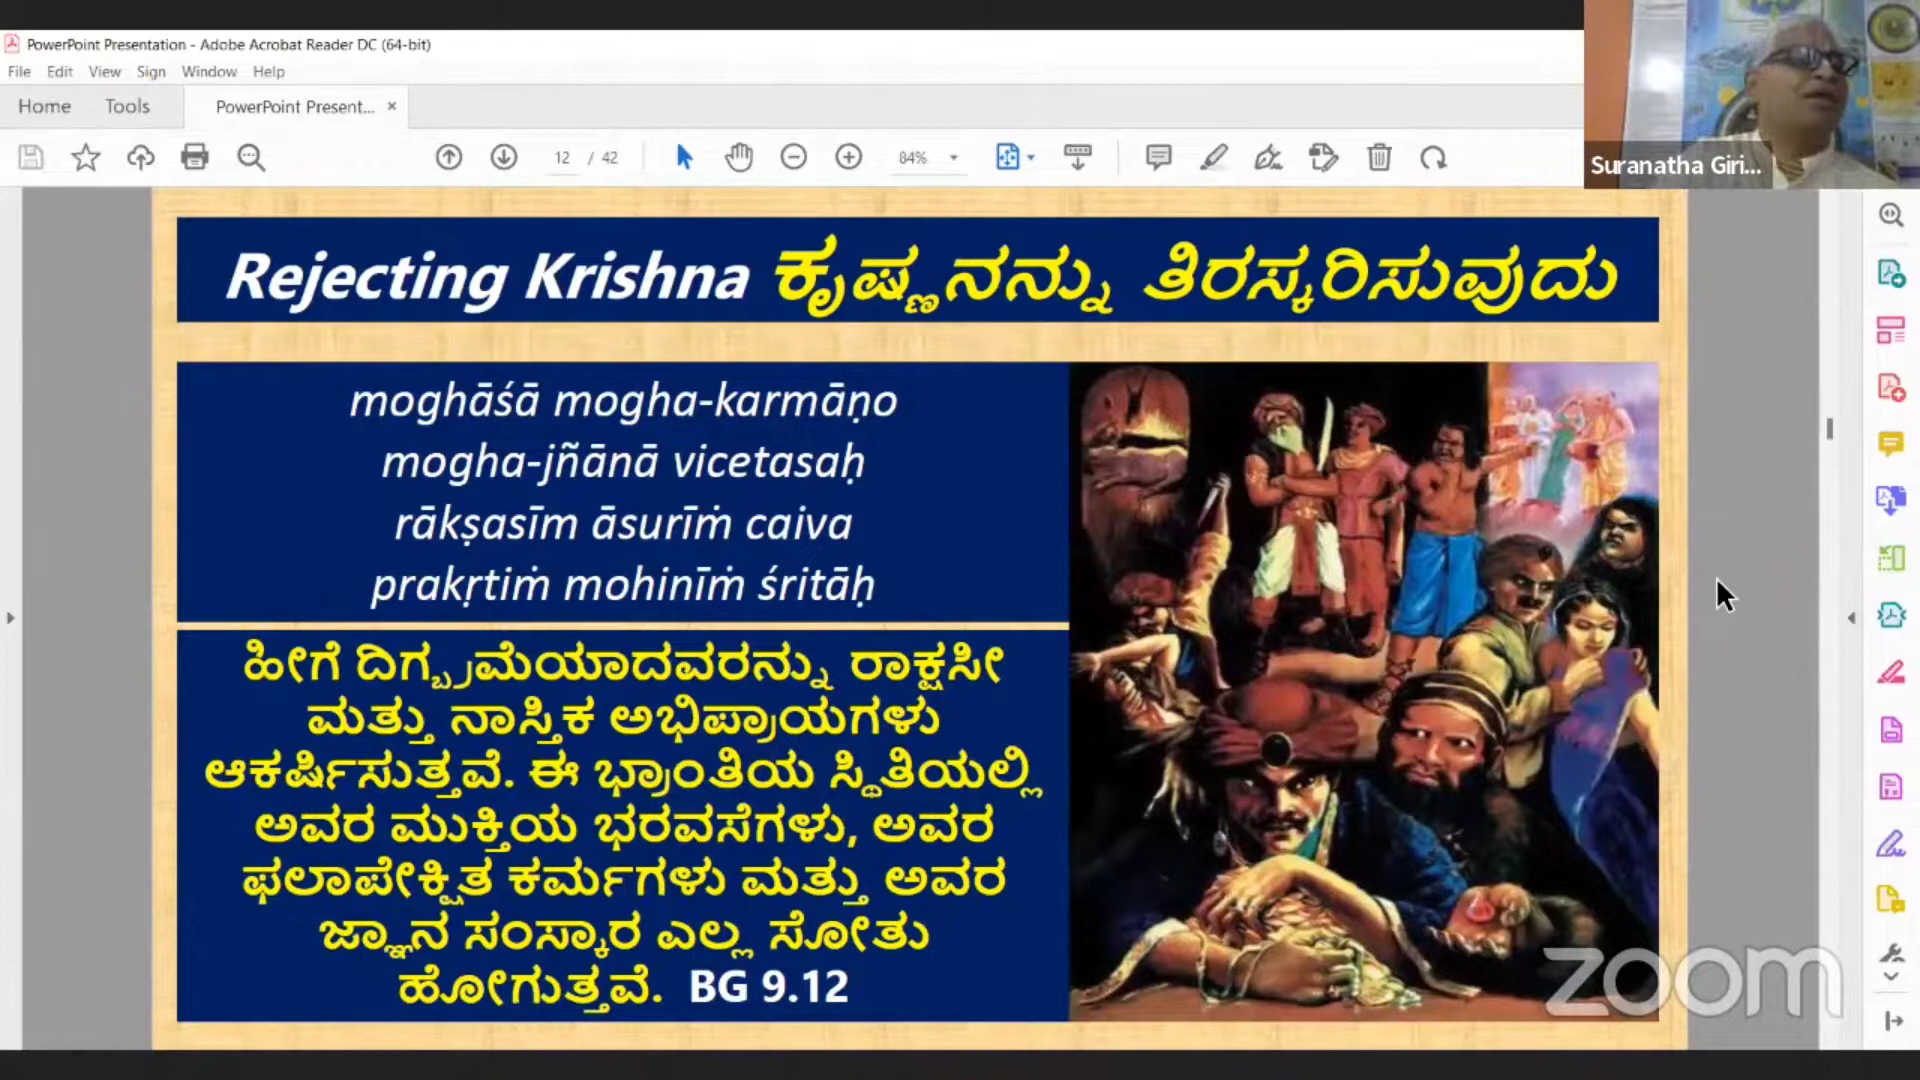 PowerPoint Presentation - Adobe Acrobat Reader DC (64-bit)
File Edit View Sign Window Help
Home Tools PowerPoint Present... ×
12 / 42 84%
Suranatha Giri...
Rejecting Krishna ಕೃಷ್ಣನನ್ನು ತಿರಸ್ಕರಿಸುವುದು
moghāśā mogha-karmāṇo
mogha-jñānā vicetasaḥ
rākṣasīṁ āsurīṁ caiva
prakṛtiṁ mohinīṁ śritāḥ
ಹೀಗೆ ದಿಗ್ಭ್ರಮೆಯಾದವರನ್ನು ರಾಕ್ಷಸೀ
ಮತ್ತು ನಾಸ್ತಿಕ ಅಭಿಪ್ರಾಯಗಳು
ಆಕರ್ಷಿಸುತ್ತವೆ. ಈ ಭ್ರಾಂತಿಯ ಸ್ಥಿತಿಯಲ್ಲಿ
ಅವರ ಮುಕ್ತಿಯ ಭರವಸೆಗಳು, ಅವರ
ಫಲಾಪೇಕ್ಷಿತ ಕರ್ಮಗಳು ಮತ್ತು ಅವರ
ಜ್ಞಾನ ಸಂಸ್ಕಾರ ಎಲ್ಲ ಸೋತು
ಹೋಗುತ್ತವೆ. BG 9.12
zoom